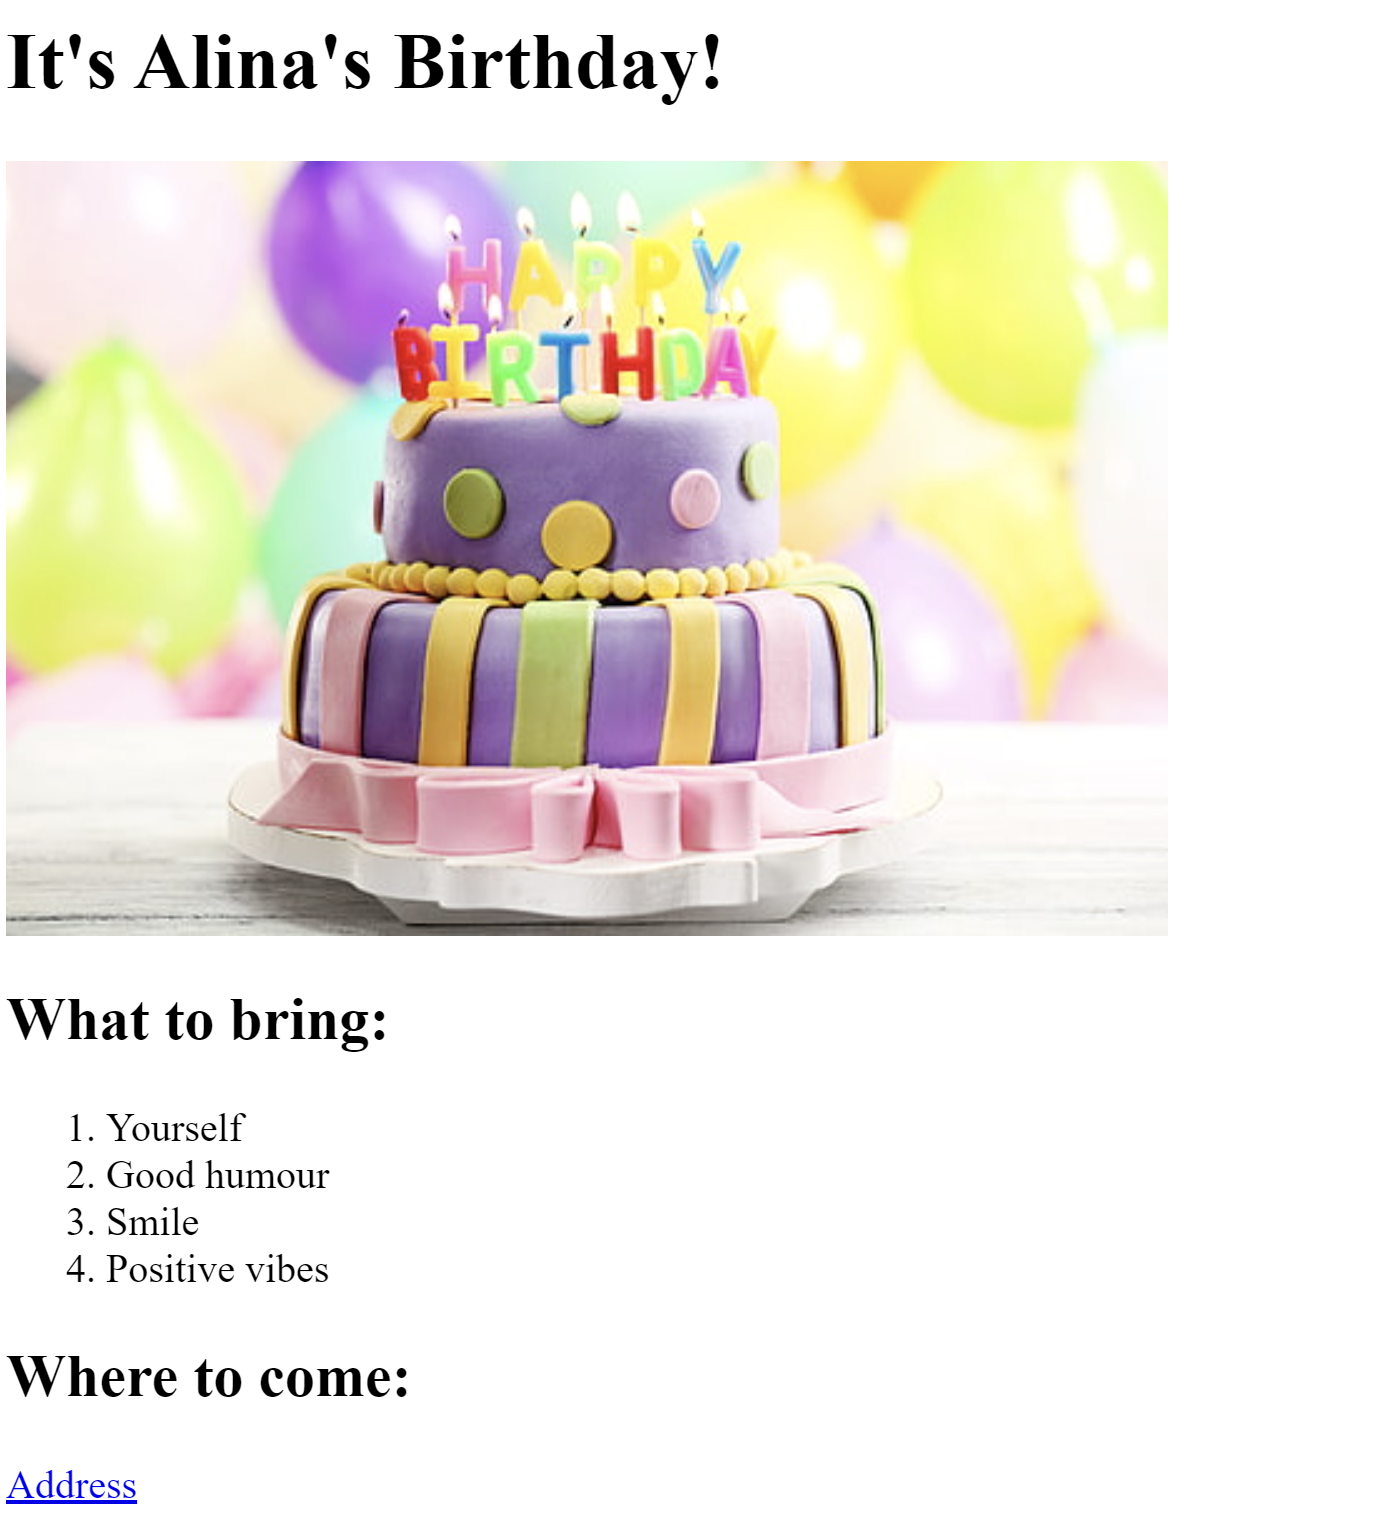 It's Alina's Birthday!
HAPPY
BIRTHDAY
What to bring:
1. Yourself
2. Good humour
3. Smile
4. Positive vibes
Where to come:
Address